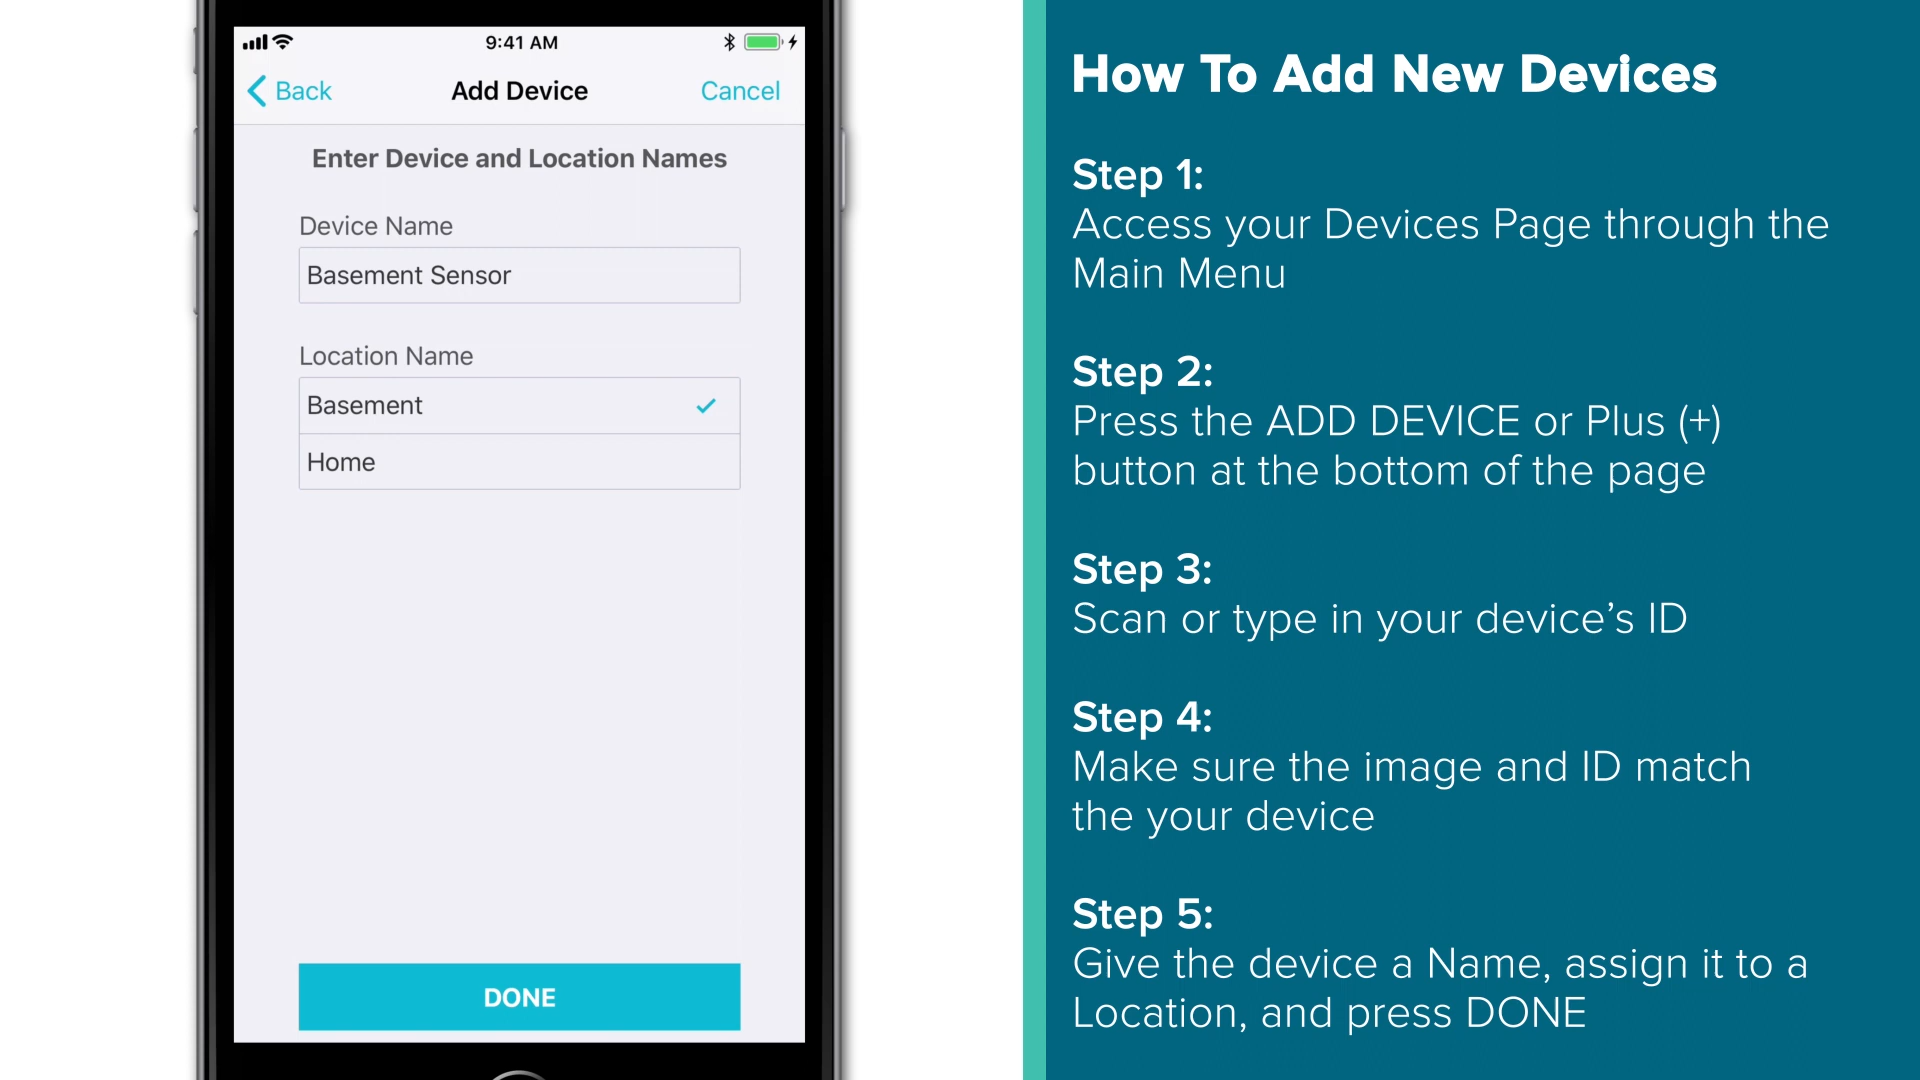 9:41 AM
Back
Add Device
Cancel
Enter Device and Location Names
Device Name
Basement Sensor
Location Name
Basement
Home
DONE
How To Add New Devices
Step 1:
Access your Devices Page through the
Main Menu
Step 2:
Press the ADD DEVICE or Plus (+)
button at the bottom of the page
Step 3:
Scan or type in your device’s ID
Step 4:
Make sure the image and ID match
the your device
Step 5:
Give the device a Name, assign it to a
Location, and press DONE